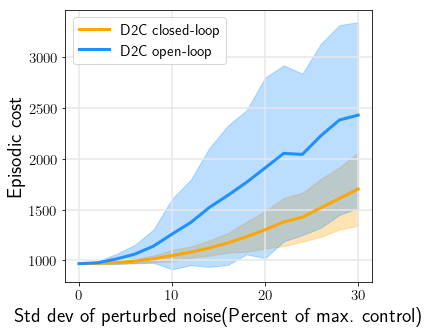 D2C closed-loop
D2C open-loop
Episodic cost
3000
2500
2000
1500
1000
0
10
20
30
Std dev of perturbed noise(Percent of max. control)